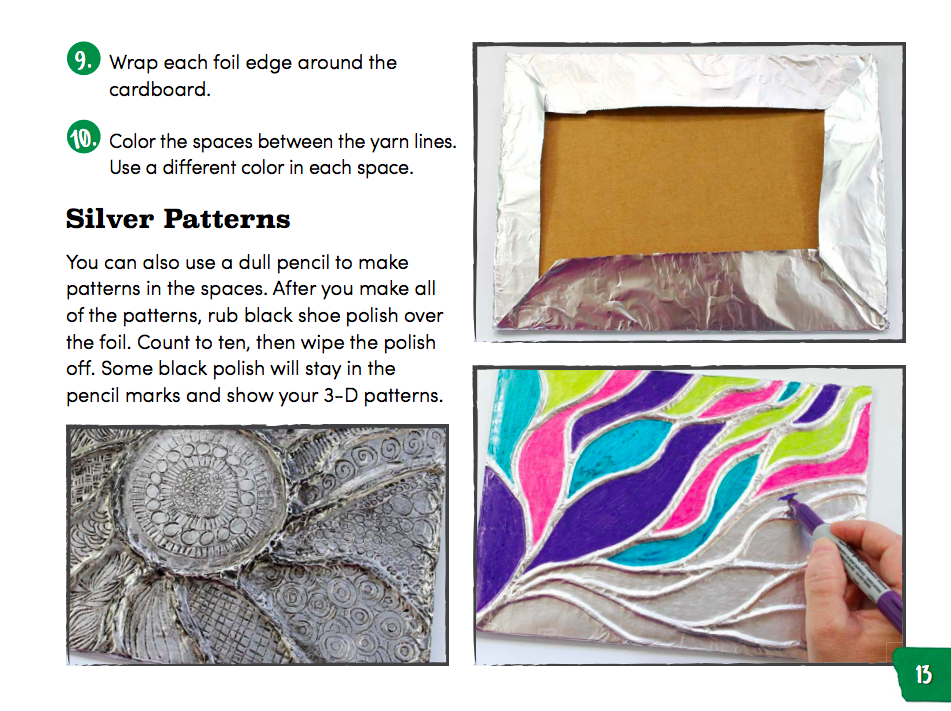 9. Wrap each foil edge around the
cardboard.
10. Color the spaces between the yarn lines.
Use a different color in each space.
Silver Patterns
You can also use a dull pencil to make
patterns in the spaces. After you make all
of the patterns, rub black shoe polish over
the foil. Count to ten, then wipe the polish
off. Some black polish will stay in the
pencil marks and show your 3-D patterns.
13